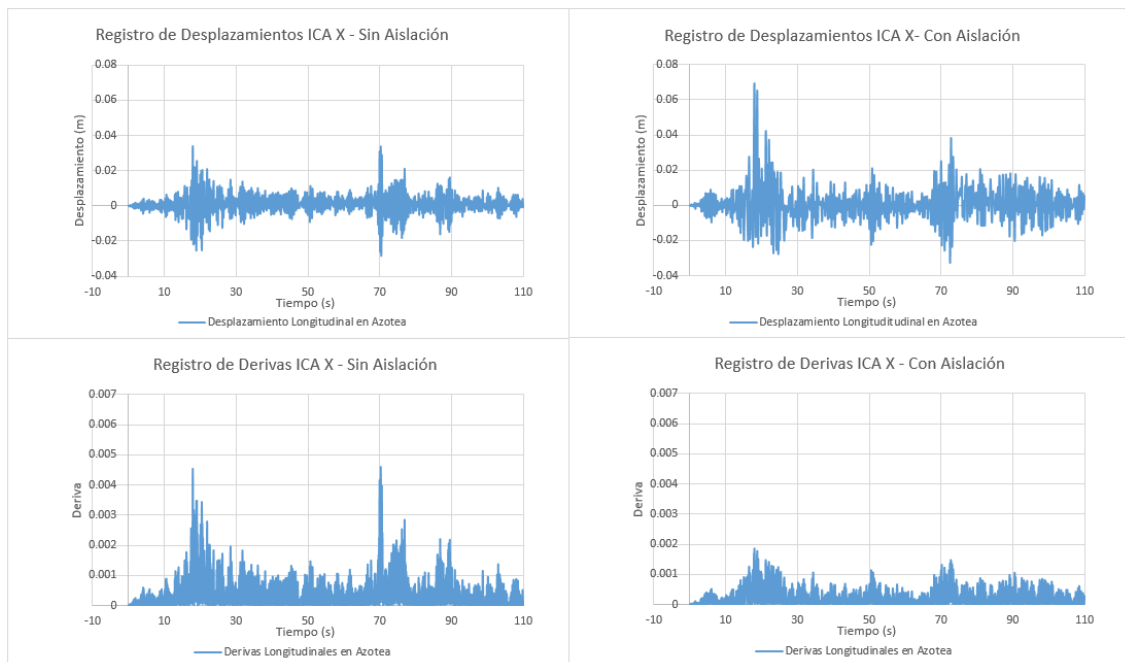 Registro de Desplazamientos ICA X - Sin Aislación
Desplazamiento (m)
0.08
0.06
0.04
0.02
0
-0.02
-0.04
-10 10 30 50 70 90 110
Tiempo (s)
Desplazamiento Longitudinal en Azotea
Registro de Desplazamientos ICA X- Con Aislación
Desplazamiento (m)
0.08
0.06
0.04
0.02
0
-0.02
-0.04
-10 10 30 50 70 90 110
Tiempo (s)
Desplazamiento Longituditudinal en Azotea
Registro de Derivas ICA X - Sin Aislación
Deriva
0.007
0.006
0.005
0.004
0.003
0.002
0.001
0
-10 10 30 50 70 90 110
Tiempo (s)
Derivas Longitudinales en Azotea
Registro de Derivas ICA X - Con Aislación
Deriva
0.007
0.006
0.005
0.004
0.003
0.002
0.001
0
-10 10 30 50 70 90 110
Tiempo (s)
Derivas Longitudinales en Azotea